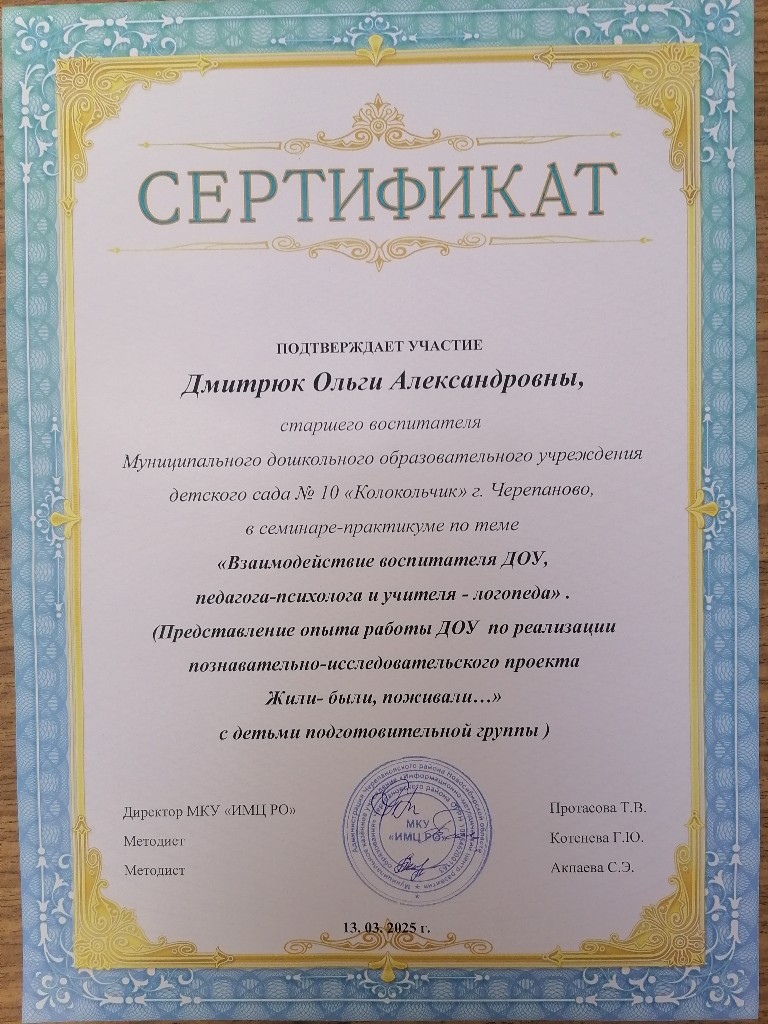 СЕРТИФИКАТ
ПОДТВЕРЖДАЕТ УЧАСТИЕ
Дмитрюк Ольги Александровны,
старшего воспитателя
Муниципального дошкольного образовательного учреждения
детского сада № 10 «Колокольчик» г. Черепаново,
в семинаре-практикуме по теме
«Взаимодействие воспитателя ДОУ,
педагога-психолога и учителя - логопеда» .
(Представление опыта работы ДОУ по реализации
познавательно-исследовательского проекта
Жили- были, поживали…»
с детьми подготовительной группы )
Директор МКУ «ИМЦ РО» Протасова Т.В.
Методист Котенева Г.Ю.
Методист Акпаева С.Э.
МКУ
«ИМЦ РО»
13. 03. 2025 г.